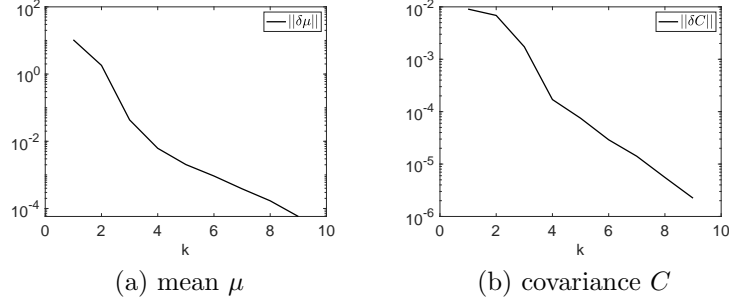 10^2
||δμ||
10^0
10^-2
10^-4
0 2 4 6 8 10
k
(a) mean μ
10^-2
||δC||
10^-3
10^-4
10^-5
10^-6
0 2 4 6 8 10
k
(b) covariance C